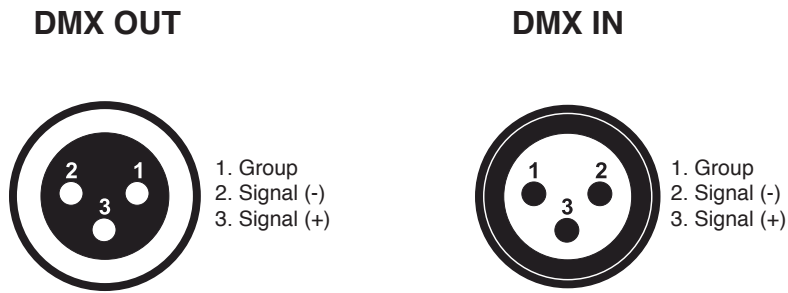 DMX OUT
2 1
3
1. Group
2. Signal (-)
3. Signal (+)
DMX IN
1 2
3
1. Group
2. Signal (-)
3. Signal (+)